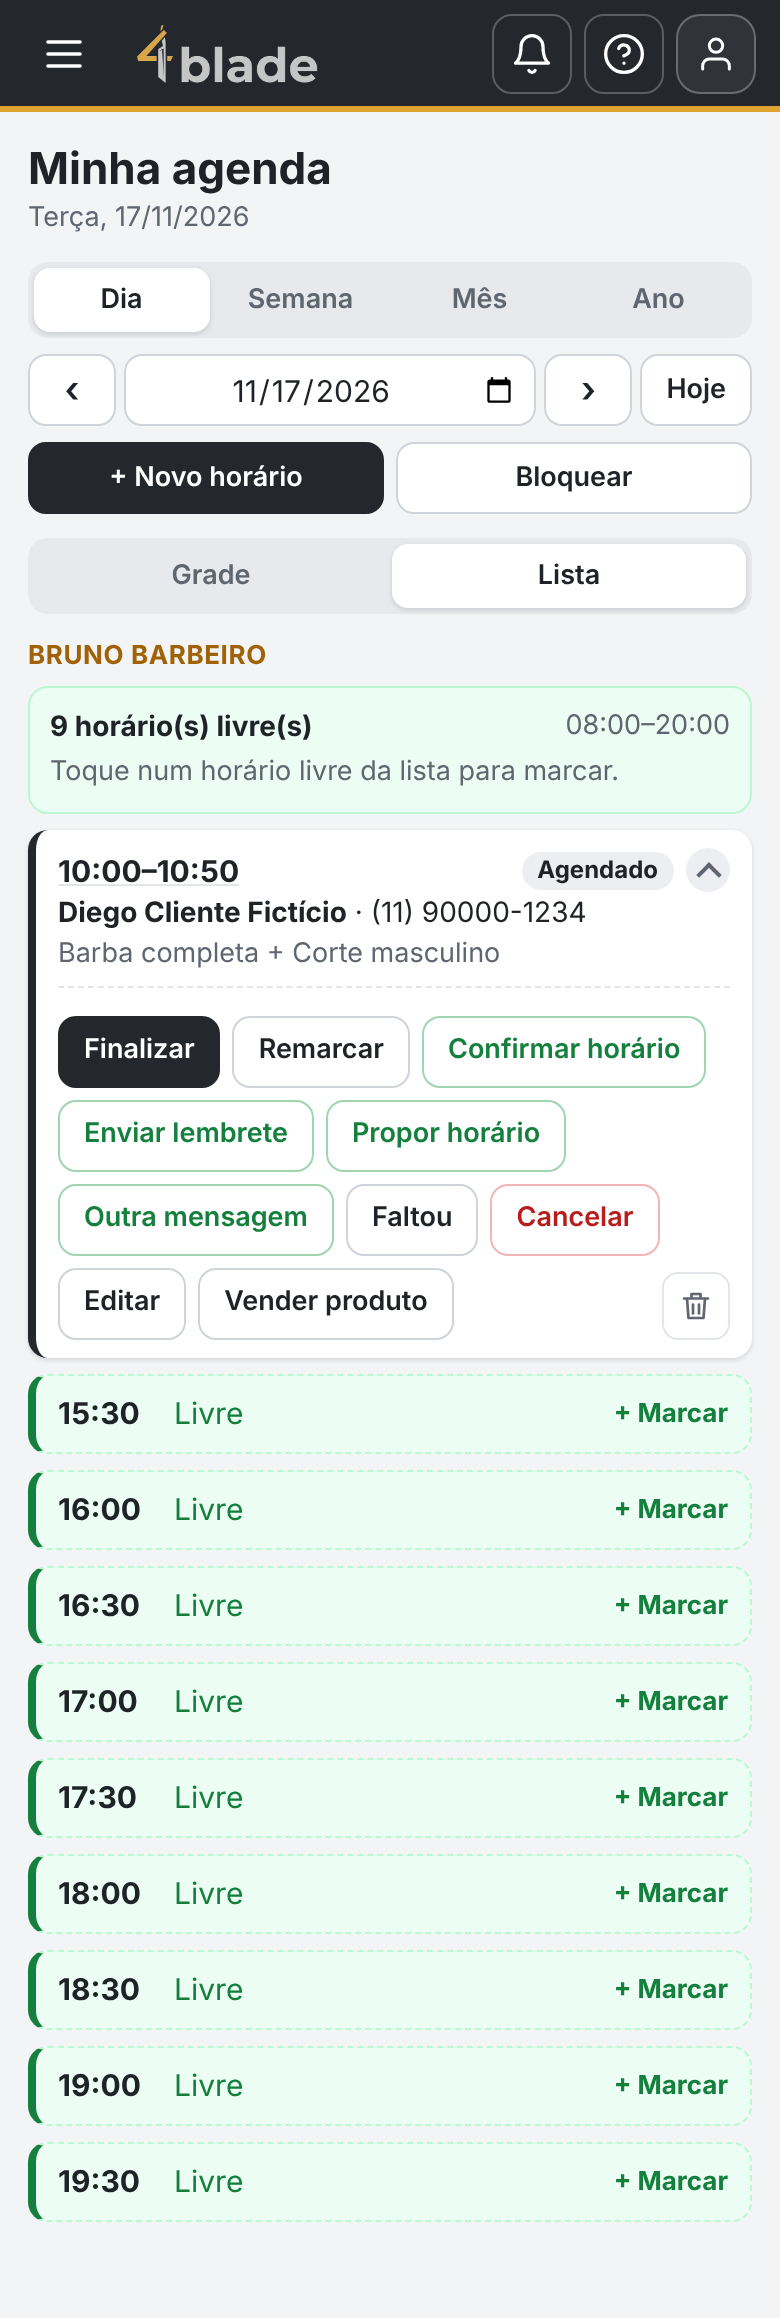 4blade
Minha agenda
Terça, 17/11/2026
Dia Semana Mês Ano
‹ 11/17/2026 › Hoje
+ Novo horário Bloquear
Grade Lista
BRUNO BARBEIRO
9 horário(s) livre(s) 08:00–20:00
Toque num horário livre da lista para marcar.
10:00–10:50 Agendado
Diego Cliente Fictício · (11) 90000-1234
Barba completa + Corte masculino
Finalizar Remarcar Confirmar horário
Enviar lembrete Propor horário
Outra mensagem Faltou Cancelar
Editar Vender produto
15:30 Livre + Marcar
16:00 Livre + Marcar
16:30 Livre + Marcar
17:00 Livre + Marcar
17:30 Livre + Marcar
18:00 Livre + Marcar
18:30 Livre + Marcar
19:00 Livre + Marcar
19:30 Livre + Marcar